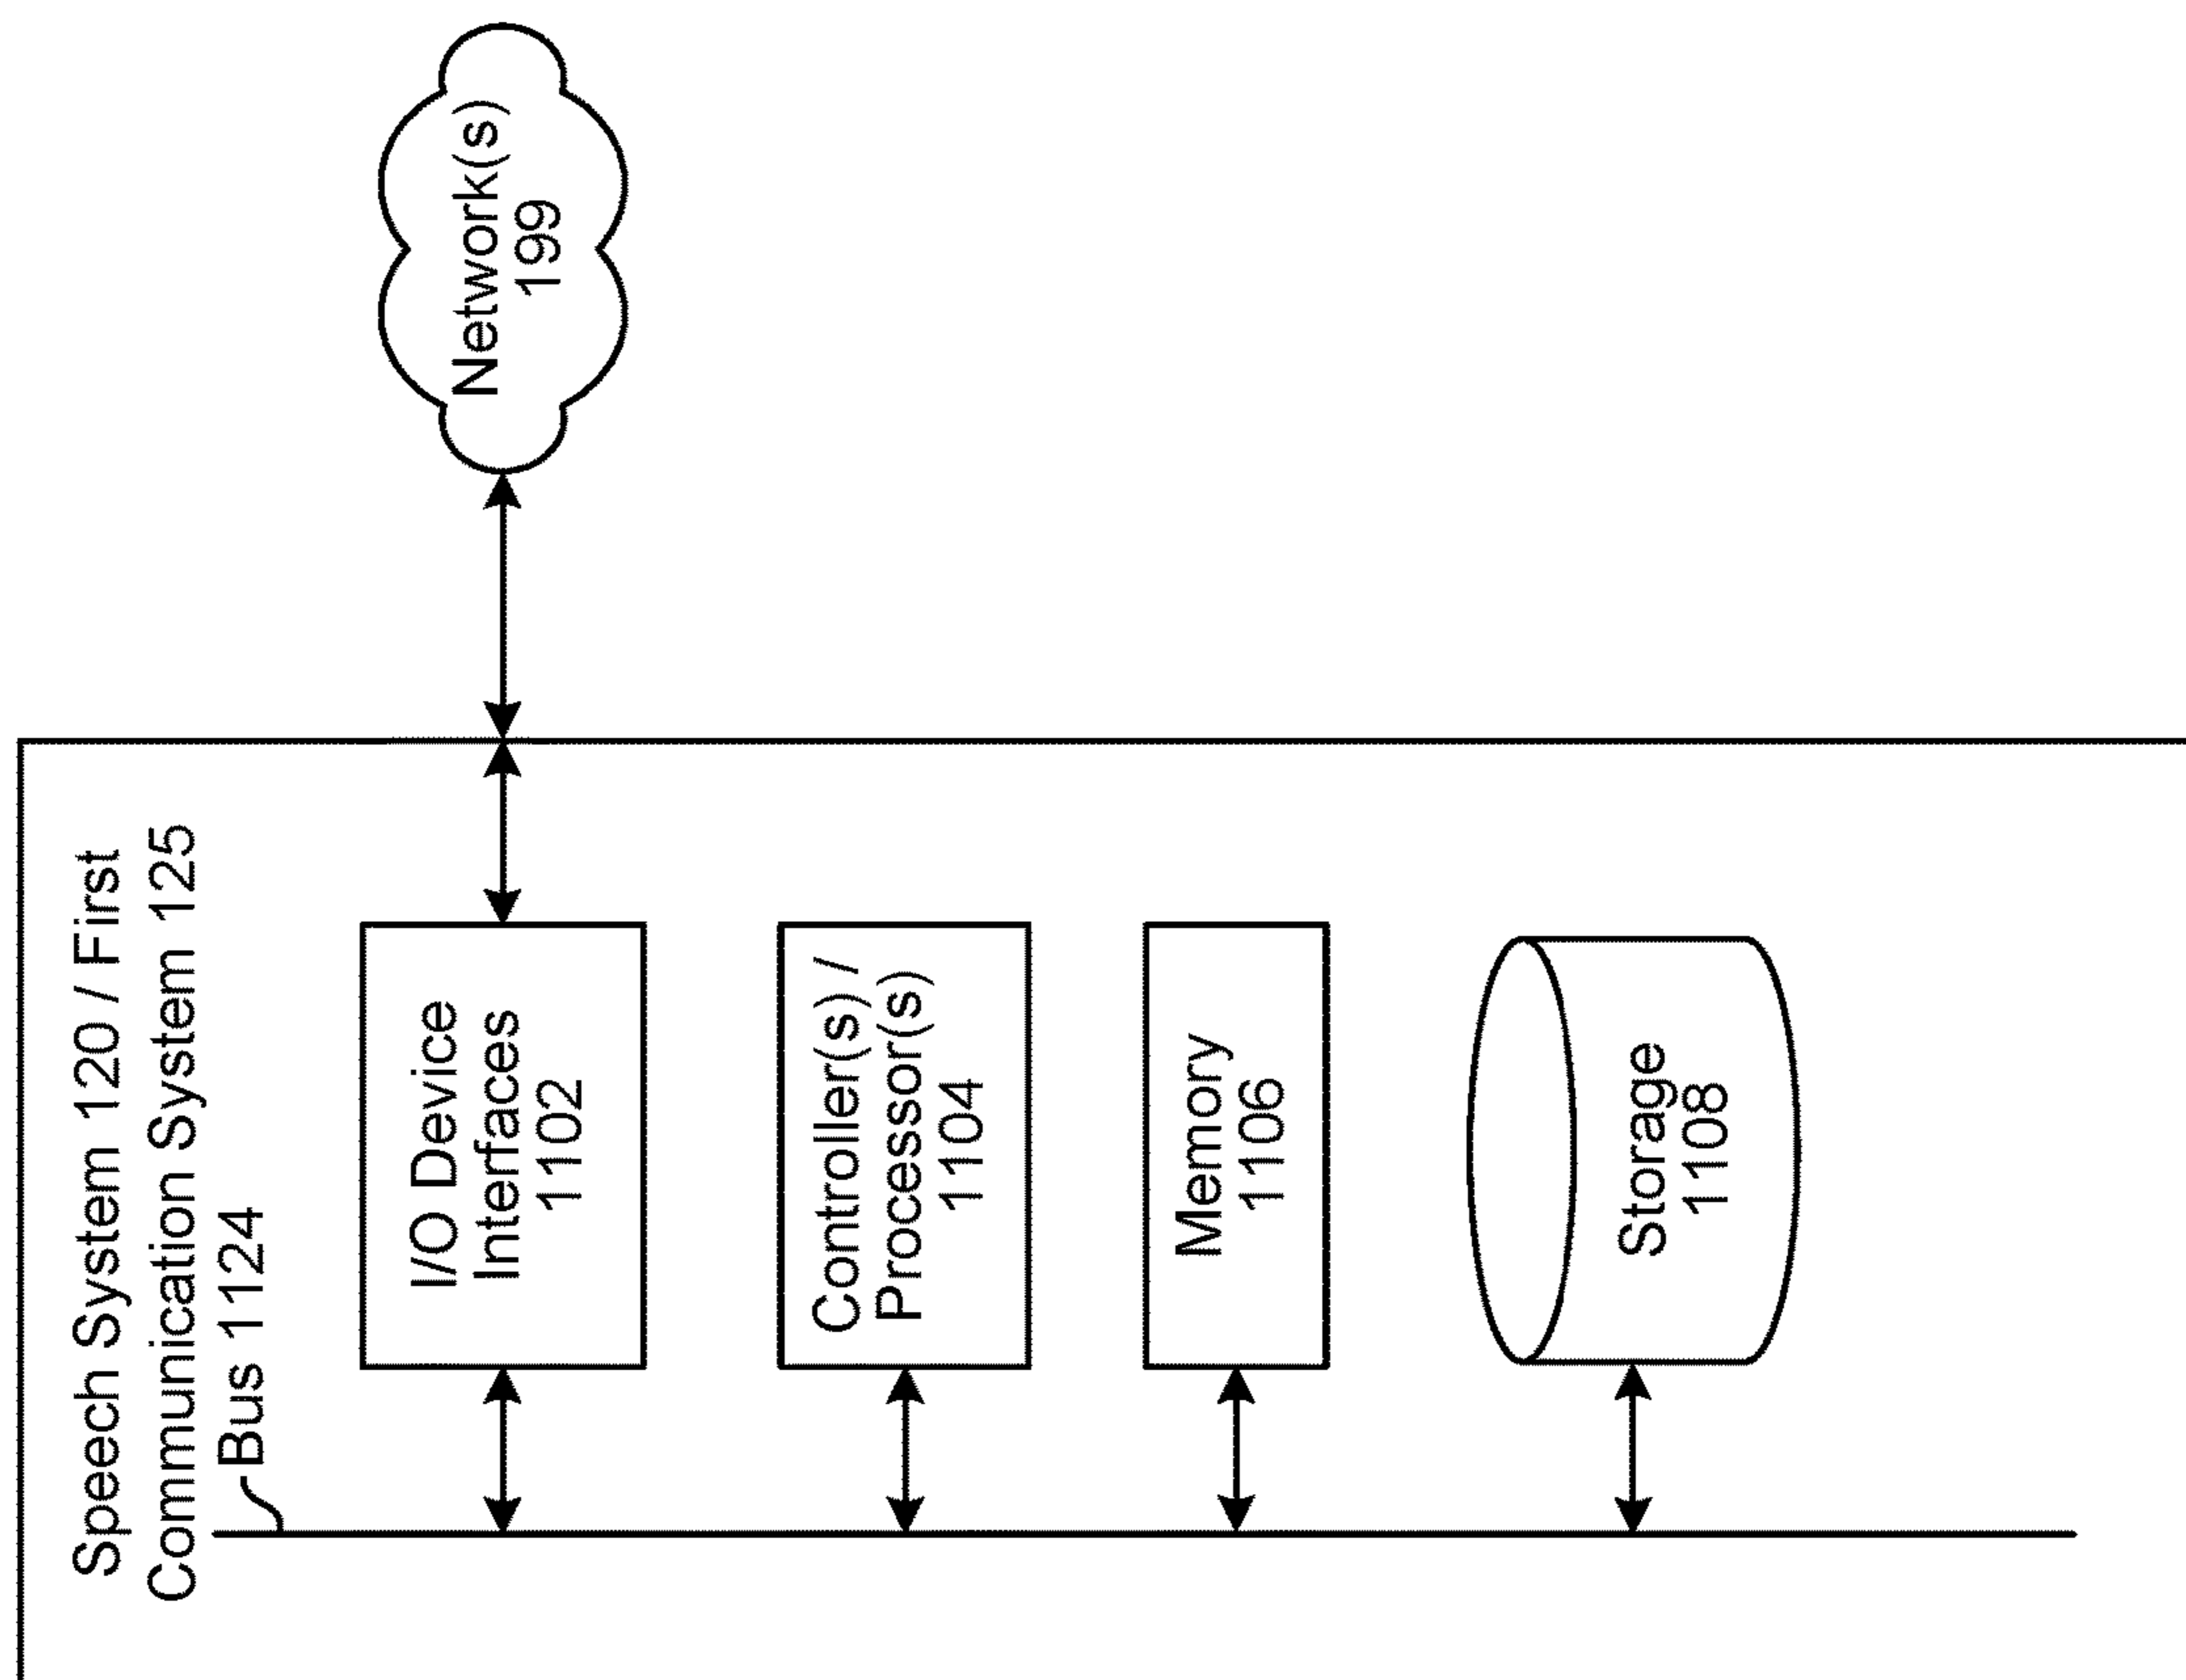 Speech System 120 / First
Communication System 125
Bus 1124
I/O Device
Interfaces
1102
Network(s)
199
Controller(s) /
Processor(s)
1104
Memory
1106
Storage
1108